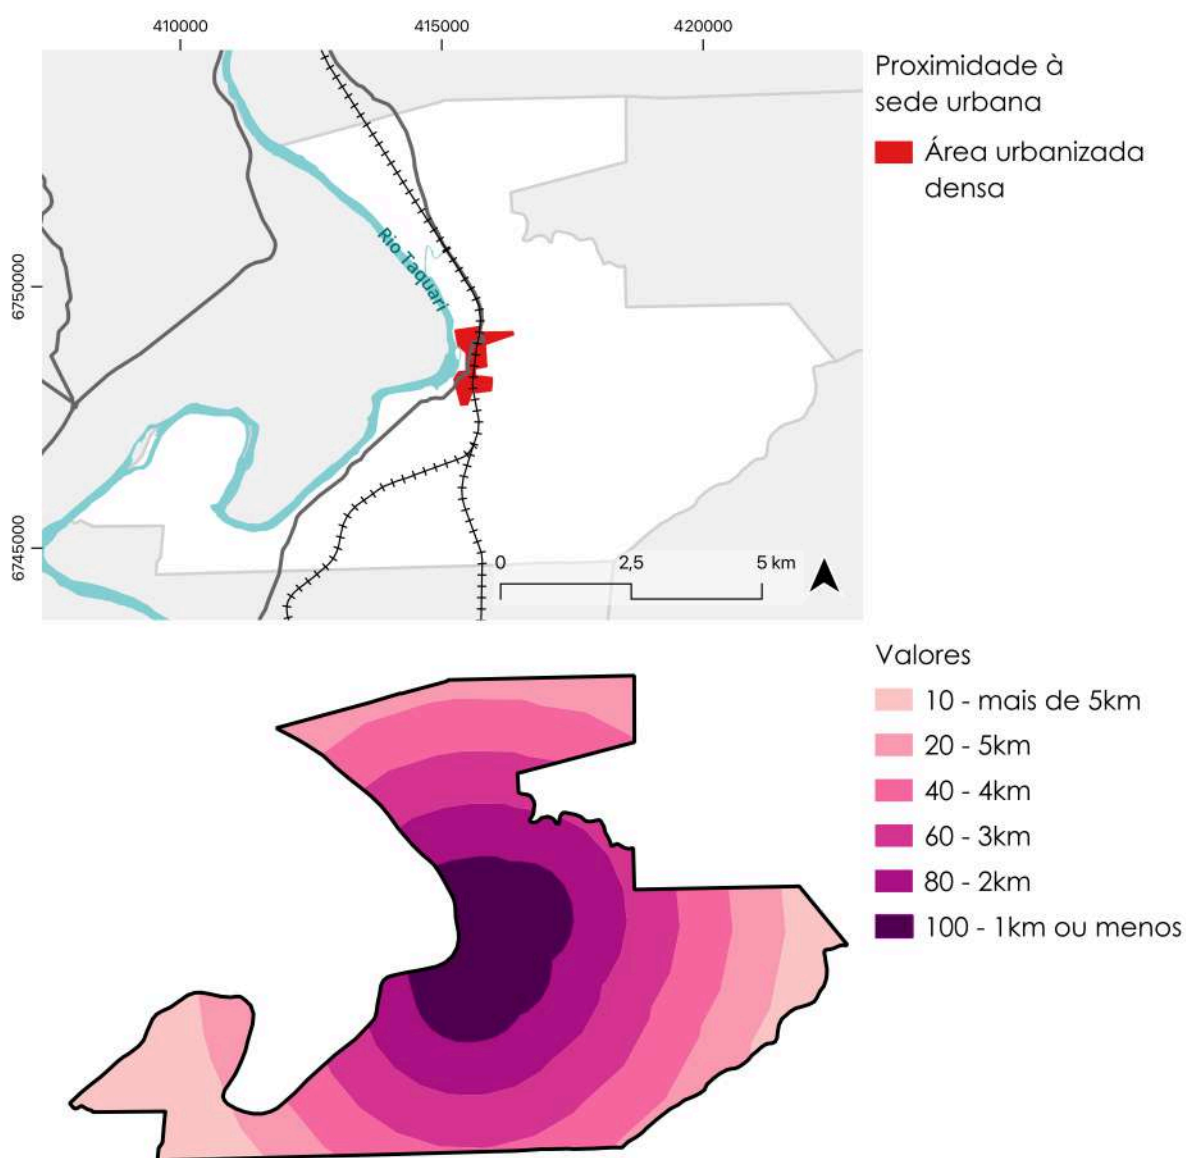 410000
415000
420000
6750000
6745000
Rio Taquari
0
2,5
5 km
Proximidade à
sede urbana
Área urbanizada
densa
Valores
10 - mais de 5km
20 - 5km
40 - 4km
60 - 3km
80 - 2km
100 - 1km ou menos